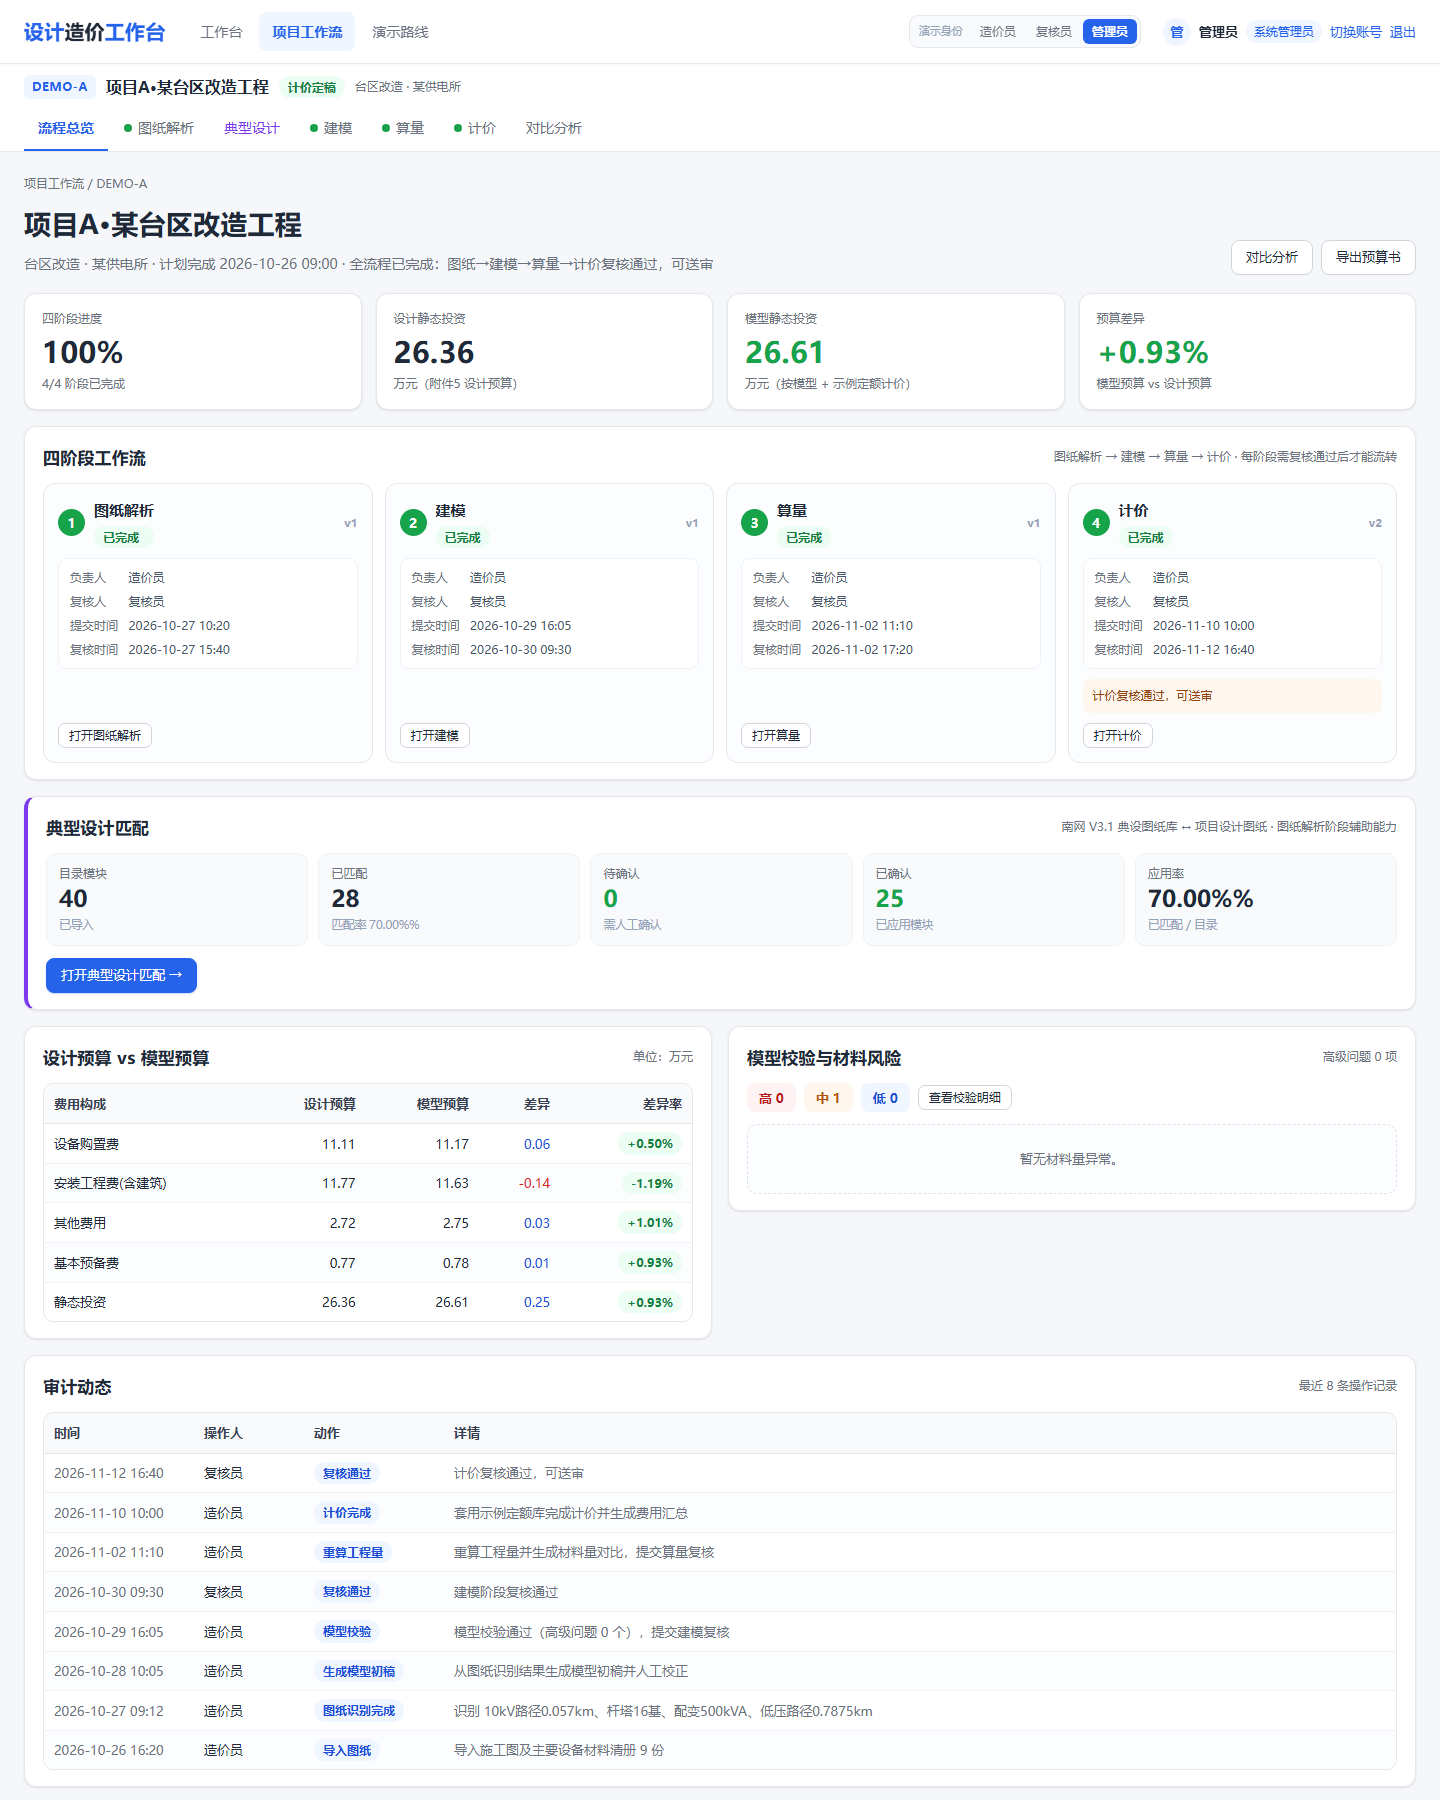 设计造价工作台 工作台 项目工作流 演示路线 演示身份 造价员 复核员 管理员 管 管理员 系统管理员 切换账号 退出
DEMO-A 项目A·某台区改造工程 计价定稿 台区改造 · 某供电所
流程总览 图纸解析 典型设计 建模 算量 计价 对比分析
项目工作流 / DEMO-A
项目A·某台区改造工程
台区改造 · 某供电所 · 计划完成 2026-10-26 09:00 · 全流程已完成：图纸→建模→算量→计价复核通过，可送审
对比分析 导出预算书
四阶段进度 设计静态投资 模型静态投资 预算差异
100% 26.36 26.61 +0.93%
4/4 阶段已完成 万元（附件5 设计预算） 万元（按模型 + 示例定额计价） 模型预算 vs 设计预算
四阶段工作流 图纸解析 → 建模 → 算量 → 计价 · 每阶段需复核通过后才能流转
1 图纸解析 已完成 v1
负责人 造价员
复核人 复核员
提交时间 2026-10-27 10:20
复核时间 2026-10-27 15:40
打开图纸解析
2 建模 已完成 v1
负责人 造价员
复核人 复核员
提交时间 2026-10-29 16:05
复核时间 2026-10-30 09:30
打开建模
3 算量 已完成 v1
负责人 造价员
复核人 复核员
提交时间 2026-11-02 11:10
复核时间 2026-11-02 17:20
打开算量
4 计价 已完成 v2
负责人 造价员
复核人 复核员
提交时间 2026-11-10 10:00
复核时间 2026-11-12 16:40
计价复核通过，可送审
打开计价
典型设计匹配 南网 V3.1 典设图纸库 ↔ 项目设计图纸 · 图纸解析阶段辅助能力
目录模块 已匹配 待确认 已确认 应用率
40 28 0 25 70.00%%
已导入 匹配率 70.00%% 需人工确认 已应用模块 已匹配 / 目录
打开典型设计匹配 →
设计预算 vs 模型预算 单位：万元
费用构成 设计预算 模型预算 差异 差异率
设备购置费 11.11 11.17 0.06 +0.50%
安装工程费(含建筑) 11.77 11.63 -0.14 -1.19%
其他费用 2.72 2.75 0.03 +1.01%
基本预备费 0.77 0.78 0.01 +0.93%
静态投资 26.36 26.61 0.25 +0.93%
模型校验与材料风险 高级问题 0 项
高 0 中 1 低 0 查看校验明细
暂无材料量异常。
审计动态 最近 8 条操作记录
时间 操作人 动作 详情
2026-11-12 16:40 复核员 复核通过 计价复核通过，可送审
2026-11-10 10:00 造价员 计价完成 套用示例定额库完成计价并生成费用汇总
2026-11-02 11:10 造价员 重算工程量 重算工程量并生成材料量对比，提交算量复核
2026-10-30 09:30 复核员 复核通过 建模阶段复核通过
2026-10-29 16:05 造价员 模型校验 模型校验通过（高级问题 0 个），提交建模复核
2026-10-28 10:05 造价员 生成模型初稿 从图纸识别结果生成模型初稿并人工校正
2026-10-27 09:12 造价员 图纸识别完成 识别 10kV路径0.057km、杆塔16基、配变500kVA、低压路径0.7875km
2026-10-26 16:20 造价员 导入图纸 导入施工图及主要设备材料清册 9 份